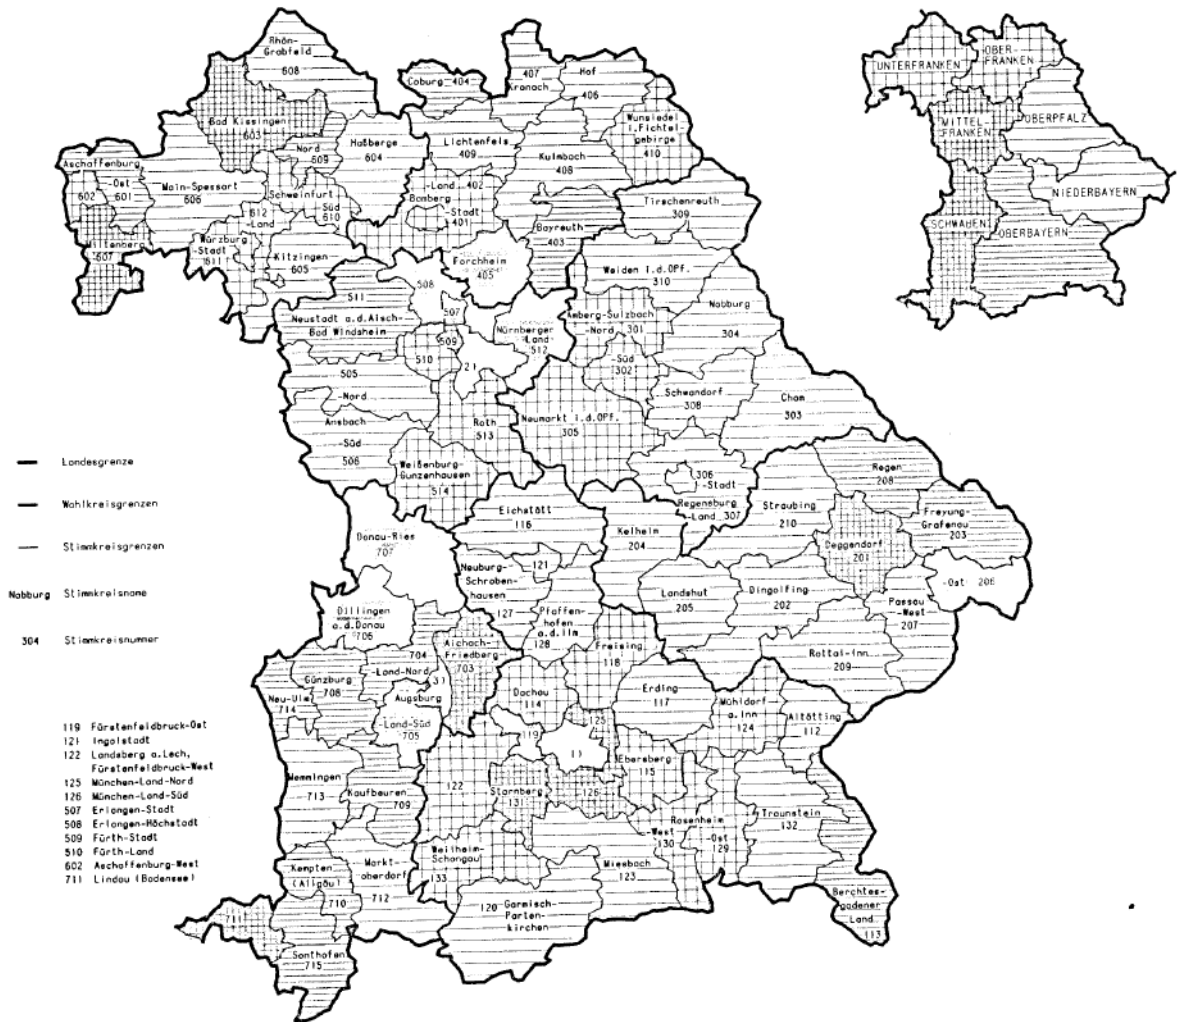 Rhön-
Grabfeld
608
Bad Kissingen
603
Nord
609
Haßberge
604
Aschaffenburg
602
-Ost
601
Main-Spessart
606
Schweinfurt
612
-Land
Süd
610
Miltenberg
607
Würzburg
-Stadt
611
Kitzingen
605
Coburg 404
407
Kronach
Hof
406
Wunsiedel
i.Fichtel-
gebirge
410
Lichtenfels
409
Kulmbach
408
-Land
402
Bamberg
-Stadt
401
Bayreuth
403
Forchheim
405
Tirschenreuth
309
Weiden i.d.OPf.
310
Nabburg
304
Amberg-Sulzbach
-Nord 301
-Süd
302
Schwandorf
308
Cham
303
Neumarkt i.d.OPf.
305
306
-Stadt
Regensburg
-Land 307
511
Neustadt a.d.Aisch-
Bad Windsheim
508
507
509
510
Nürnberger
Land-
512
2)
505
-Nord
Ansbach
-Süd
506
Roth
513
Weißenburg-
Gunzenhausen
514
Regen
208
Straubing
210
Freyung-
Grafenau
203
Deggendorf
201
-Ost 206
Passau
-West
207
Kelheim
204
Landshut
205
Dingolfing
202
Rottal-Inn
209
Eichstätt
116
121
Neuburg-
Schroben-
hausen
127
Pfaffen-
hofen
a.d.Ilm
128
Freising
118
Erding
117
Dachau
114
125
119
1)
Ebersberg
115
Mühldorf
a.Inn
124
Altötting
112
122
Starnberg
131
126
Rosenheim
-West
130
-Ost
129
Traunstein
132
Weilheim-
Schongau
133
Miesbach
123
120 Garmisch-
Parten-
kirchen
Berchtes-
gadener
Land
113
Donau-Ries
707
Dillingen
a.d.Donau
706
704
Aichach-
Friedberg
703
3)
-Land-Nord
Augsburg
-Land-Süd
705
Günzburg
708
Neu-Ulm
714
Memmingen
713
Kaufbeuren
709
Kempten
(Allgäu)
710
Markt-
oberdorf
712
711
Sonthofen
715
UNTERFRANKEN
OBER-
FRANKEN
MITTEL-
FRANKEN
OBERPFALZ
NIEDERBAYERN
SCHWABEN
OBERBAYERN
Landesgrenze
Wahlkreisgrenzen
Stimmkreisgrenzen
Nabburg Stimmkreisname
304 Stimmkreisnummer
119 Fürstenfeldbruck-Ost
121 Ingolstadt
122 Landsberg a.Lech,
Fürstenfeldbruck-West
125 München-Land-Nord
126 München-Land-Süd
507 Erlangen-Stadt
508 Erlangen-Höchstadt
509 Fürth-Stadt
510 Fürth-Land
602 Aschaffenburg-West
711 Lindau (Bodensee)